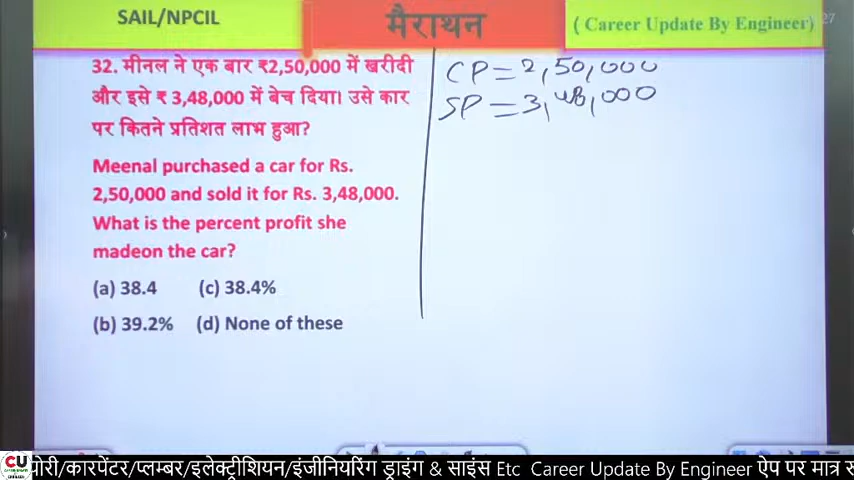 SAIL/NPCIL
मैराथन
( Career Update By Engineer)
27
32. मीनल ने एक बार ₹2,50,000 में खरीदी
और इसे ₹ 3,48,000 में बेच दिया। उसे कार
पर कितने प्रतिशत लाभ हुआ?
Meenal purchased a car for Rs.
2,50,000 and sold it for Rs. 3,48,000.
What is the percent profit she
madeon the car?
(a) 38.4 (c) 38.4%
(b) 39.2% (d) None of these
CP = 2,50,000
SP = 3,48,000
CU
योरी/कारपेंटर/प्लम्बर/इलेक्ट्रीशियन/इंजीनियरिंग ड्राइंग & साइंस Etc Career Update By Engineer ऐप पर मात्र